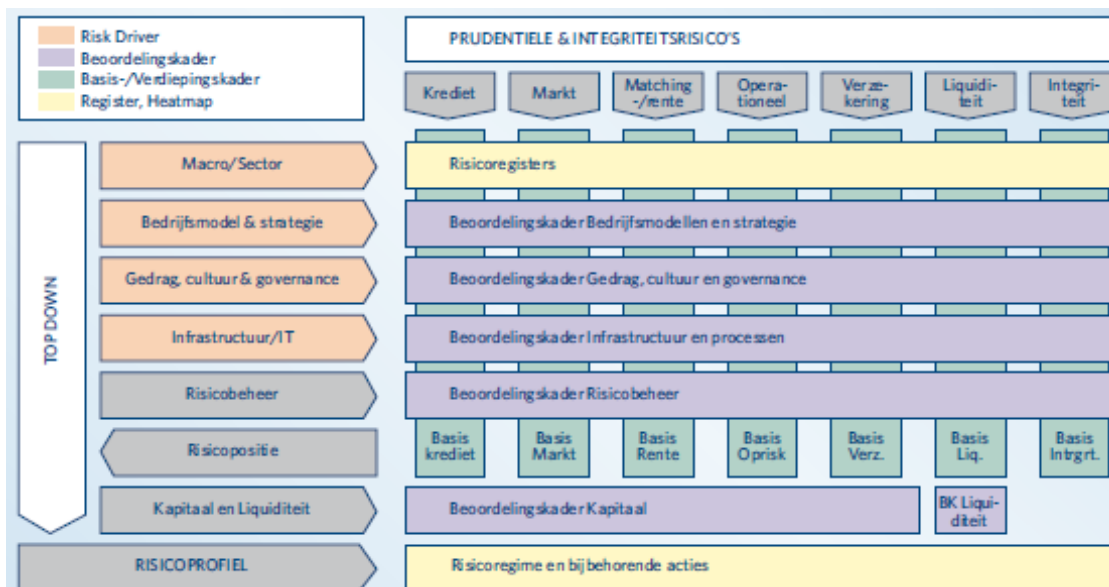 Risk Driver
Beoordelingskader
Basis-/Verdiepingskader
Register, Heatmap
PRUDENTIELE & INTEGRITEITSRISICO'S
Krediet
Markt
Matching
-/rente
Opera-
tioneel
Verze-
kering
Liquidi-
teit
Integri-
teit
TOP DOWN
Macro/Sector
Risicoregisters
Bedrijfsmodel & strategie
Beoordelingskader Bedrijfsmodellen en strategie
Gedrag, cultuur & governance
Beoordelingskader Gedrag, cultuur en governance
Infrastructuur/IT
Beoordelingskader Infrastructuur en processen
Risicobeheer
Beoordelingskader Risicobeheer
Risicopositie
Basis
krediet
Basis
Markt
Basis
Rente
Basis
Oprisk
Basis
Verz.
Basis
Liq.
Basis
Intrgrt.
Kapitaal en Liquiditeit
Beoordelingskader Kapitaal
BK Liqui-
diteit
RISICOPROFIEL
Risicoregime en bijbehorende acties